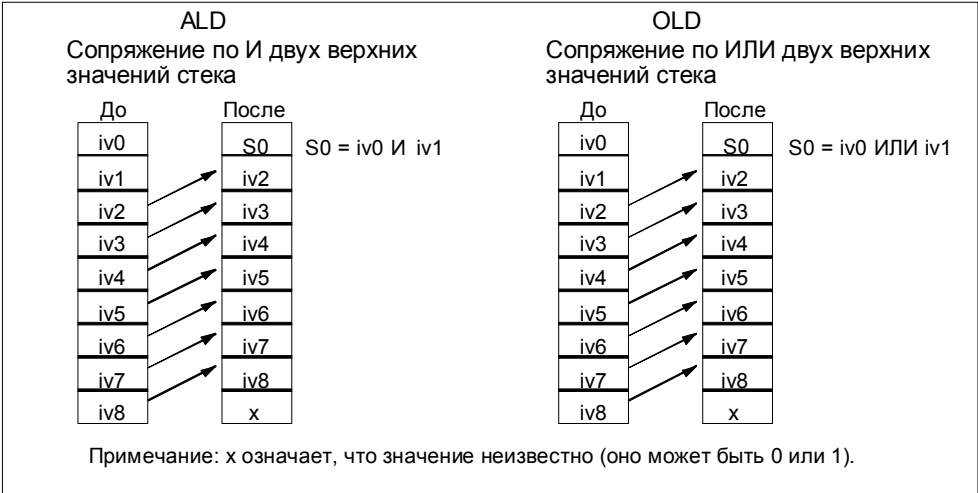 ALD
Сопряжение по И двух верхних
значений стека
До После
iv0 S0 S0 = iv0 И iv1
iv1 iv2
iv2 iv3
iv3 iv4
iv4 iv5
iv5 iv6
iv6 iv7
iv7 iv8
iv8 x
OLD
Сопряжение по ИЛИ двух верхних
значений стека
До После
iv0 S0 S0 = iv0 ИЛИ iv1
iv1 iv2
iv2 iv3
iv3 iv4
iv4 iv5
iv5 iv6
iv6 iv7
iv7 iv8
iv8 x
Примечание: x означает, что значение неизвестно (оно может быть 0 или 1).